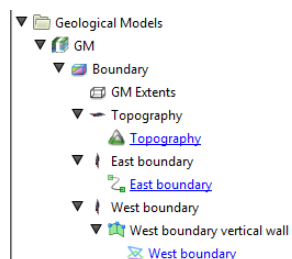 Geological Models
GM
Boundary
GM Extents
Topography
Topography
East boundary
East boundary
West boundary
West boundary vertical wall
West boundary